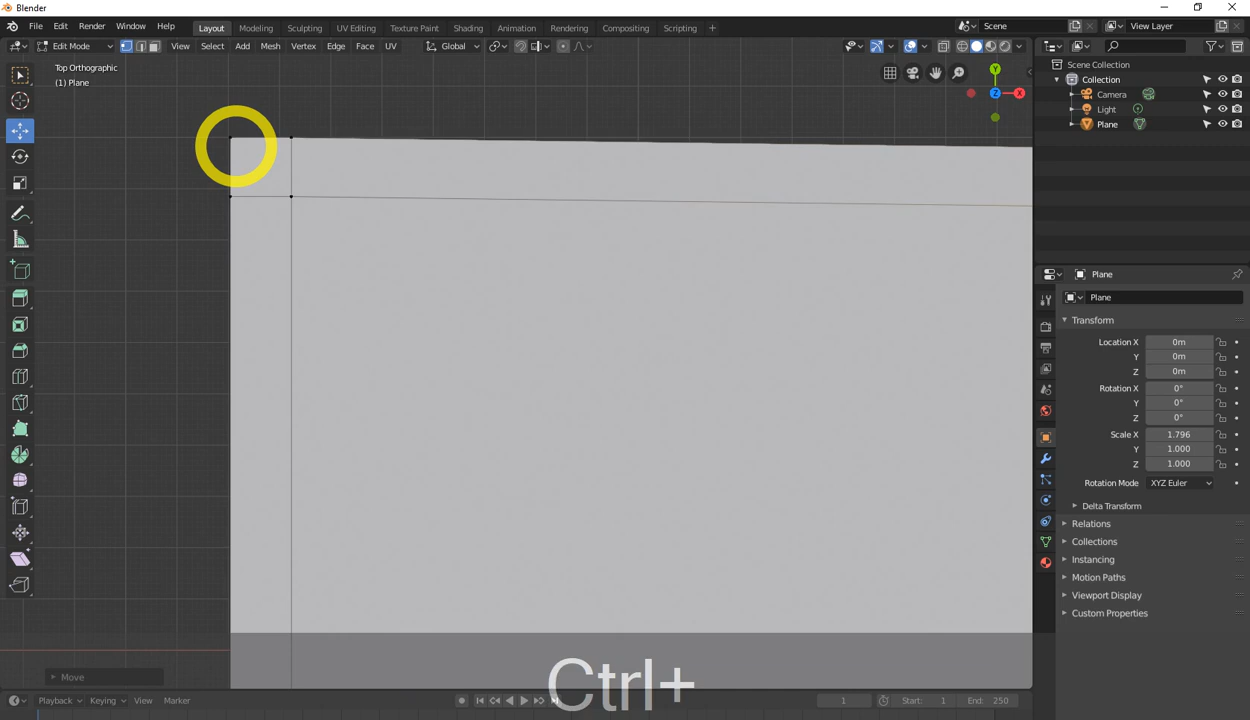 Blender
File Edit Render Window Help Layout Modeling Sculpting UV Editing Texture Paint Shading Animation Rendering Compositing Scripting + Scene View Layer
Edit Mode View Select Add Mesh Vertex Edge Face UV Global
Top Orthographic
(1) Plane
Y
Z
X
Scene Collection
Collection
Camera
Light
Plane
Plane
Plane
Transform
Location X 0m
Y 0m
Z 0m
Rotation X 0°
Y 0°
Z 0°
Scale X 1.796
Y 1.000
Z 1.000
Rotation Mode XYZ Euler
Delta Transform
Relations
Collections
Instancing
Motion Paths
Viewport Display
Custom Properties
Move
Ctrl+
Playback Keying View Marker 1 Start: 1 End: 250